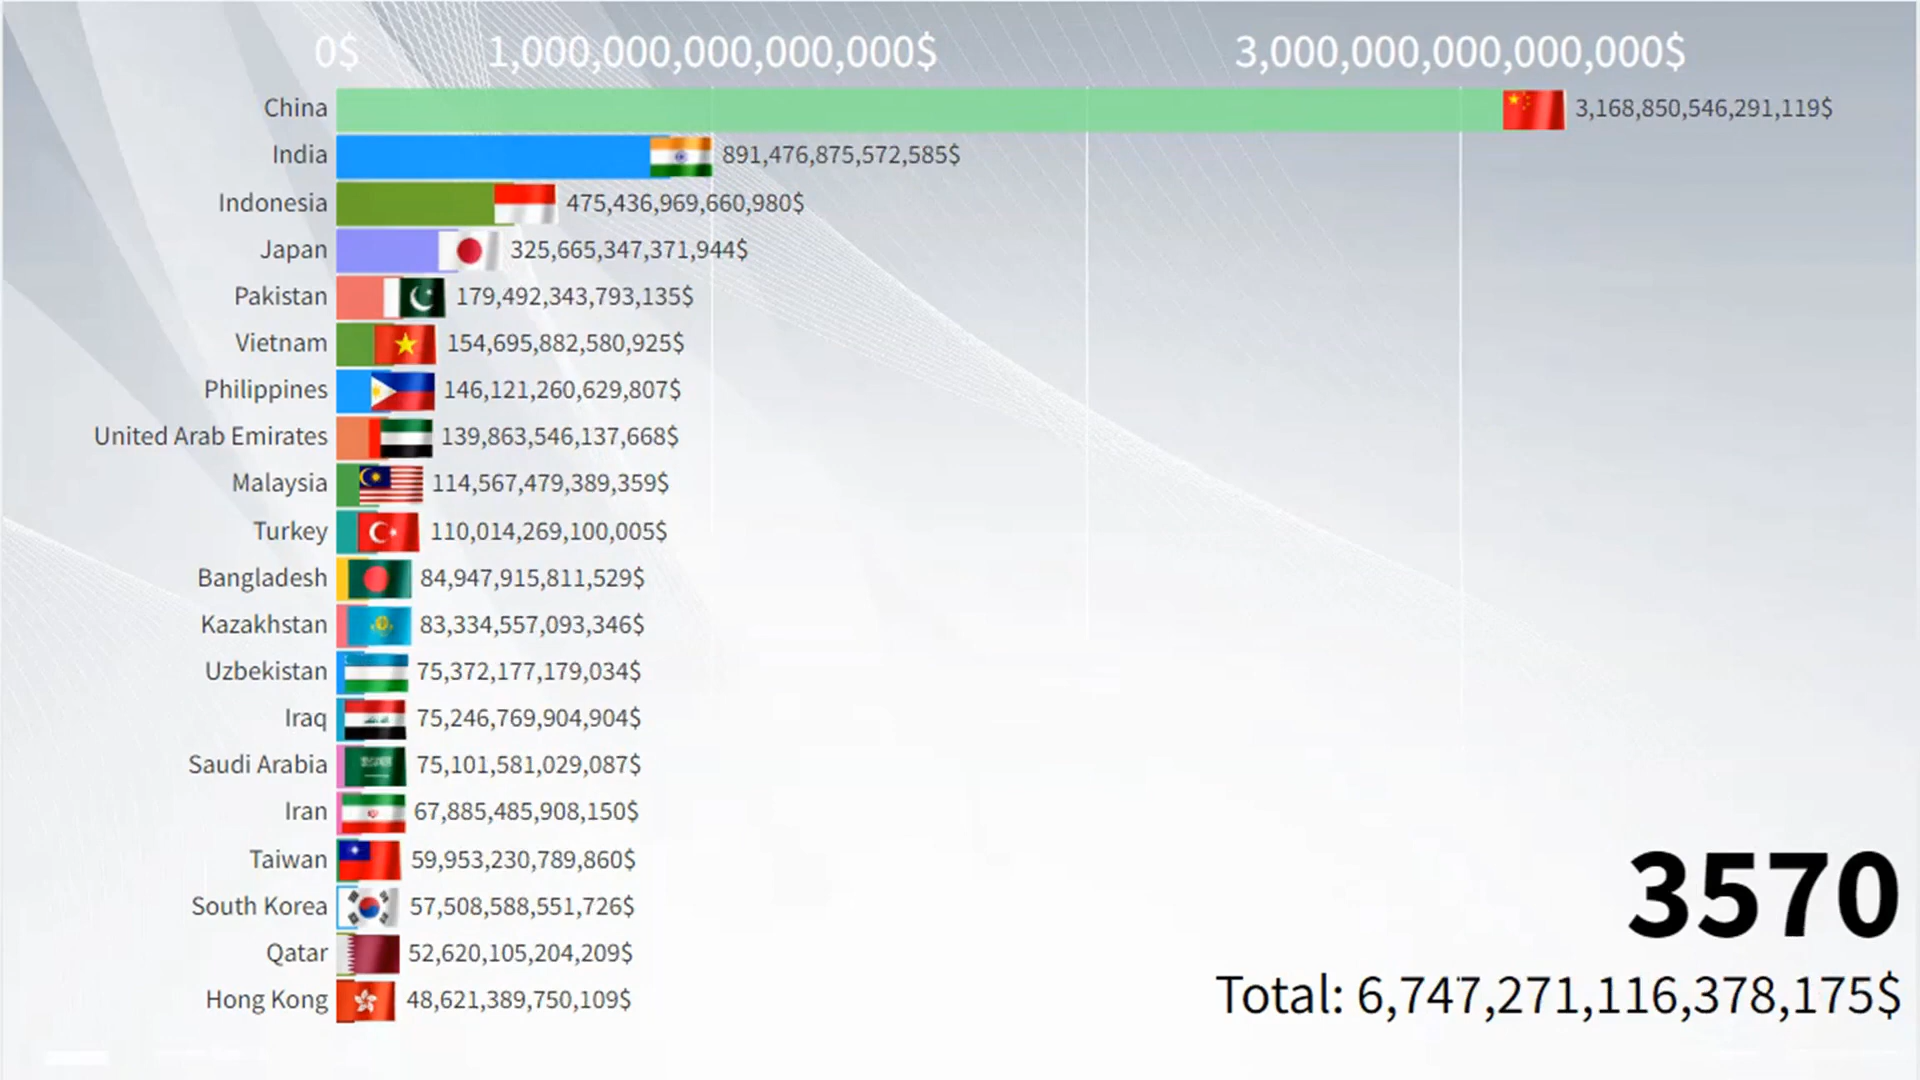 0$ 1,000,000,000,000,000$ 3,000,000,000,000,000$
China 3,168,850,546,291,119$
India 891,476,875,572,585$
Indonesia 475,436,969,660,980$
Japan 325,665,347,371,944$
Pakistan 179,492,343,793,135$
Vietnam 154,695,882,580,925$
Philippines 146,121,260,629,807$
United Arab Emirates 139,863,546,137,668$
Malaysia 114,567,479,389,359$
Turkey 110,014,269,100,005$
Bangladesh 84,947,915,811,529$
Kazakhstan 83,334,557,093,346$
Uzbekistan 75,372,177,179,034$
Iraq 75,246,769,904,904$
Saudi Arabia 75,101,581,029,087$
Iran 67,885,485,908,150$
Taiwan 59,953,230,789,860$
South Korea 57,508,588,551,726$
Qatar 52,620,105,204,209$
Hong Kong 48,621,389,750,109$
3570
Total: 6,747,271,116,378,175$